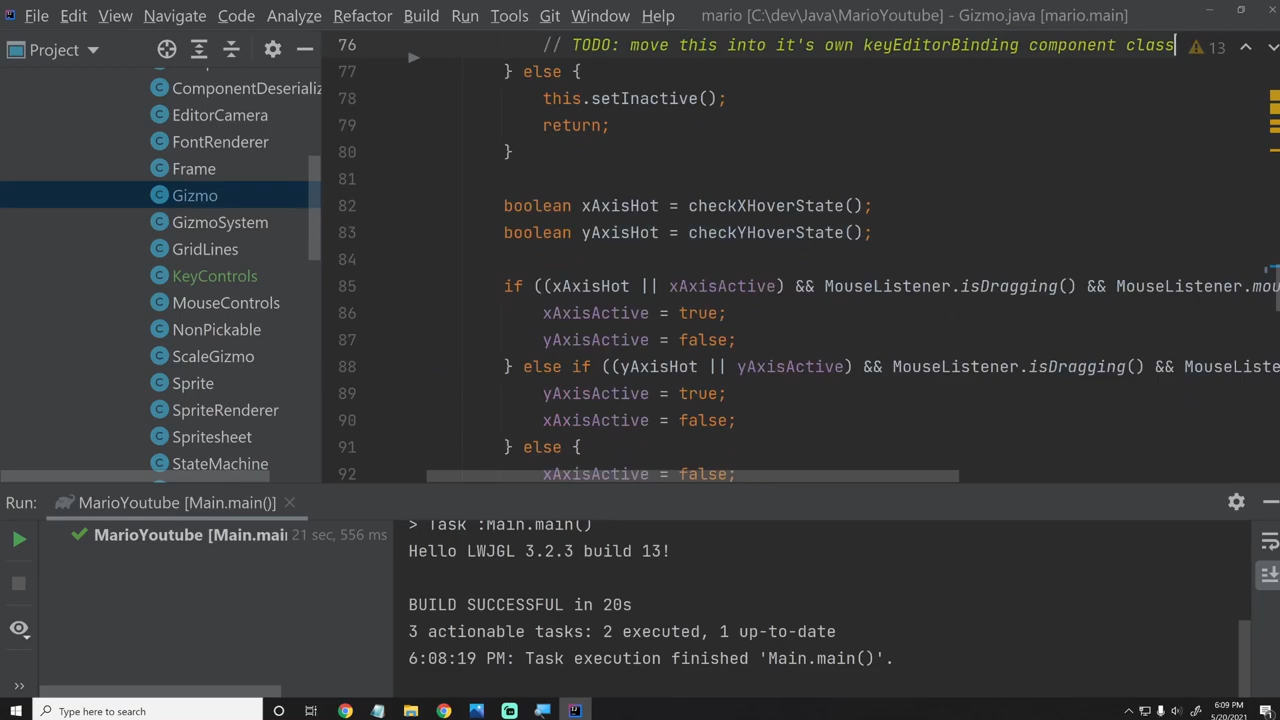 File Edit View Navigate Code Analyze Refactor Build Run Tools Git Window Help mario [C:\dev\Java\MarioYoutube] - Gizmo.java [mario.main]
Project
ComponentDeserializ
EditorCamera
FontRenderer
Frame
Gizmo
GizmoSystem
GridLines
KeyControls
MouseControls
NonPickable
ScaleGizmo
Sprite
SpriteRenderer
Spritesheet
StateMachine
76 // TODO: move this into it's own keyEditorBinding component class 13
77 } else {
78 this.setInactive();
79 return;
80 }
81
82 boolean xAxisHot = checkXHoverState();
83 boolean yAxisHot = checkYHoverState();
84
85 if ((xAxisHot || xAxisActive) && MouseListener.isDragging() && MouseListener.mou
86 xAxisActive = true;
87 yAxisActive = false;
88 } else if ((yAxisHot || yAxisActive) && MouseListener.isDragging() && MouseListe
89 yAxisActive = true;
90 xAxisActive = false;
91 } else {
92 xAxisActive = false;
Run: MarioYoutube [Main.main()]
MarioYoutube [Main.mai 21 sec, 556 ms
> Task :Main.main()
Hello LWJGL 3.2.3 build 13!
BUILD SUCCESSFUL in 20s
3 actionable tasks: 2 executed, 1 up-to-date
6:08:19 PM: Task execution finished 'Main.main()'.
Type here to search
6:09 PM
5/20/2021